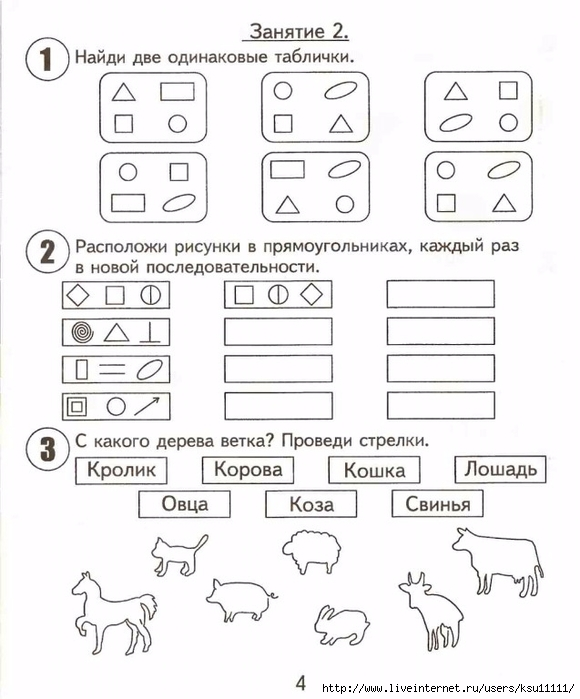 Занятие 2.
1 Найди две одинаковые таблички.
2 Расположи рисунки в прямоугольниках, каждый раз
в новой последовательности.
3 С какого дерева ветка? Проведи стрелки.
Кролик Корова Кошка Лошадь
Овца Коза Свинья
4
http://www.liveinternet.ru/users/ksu11111/